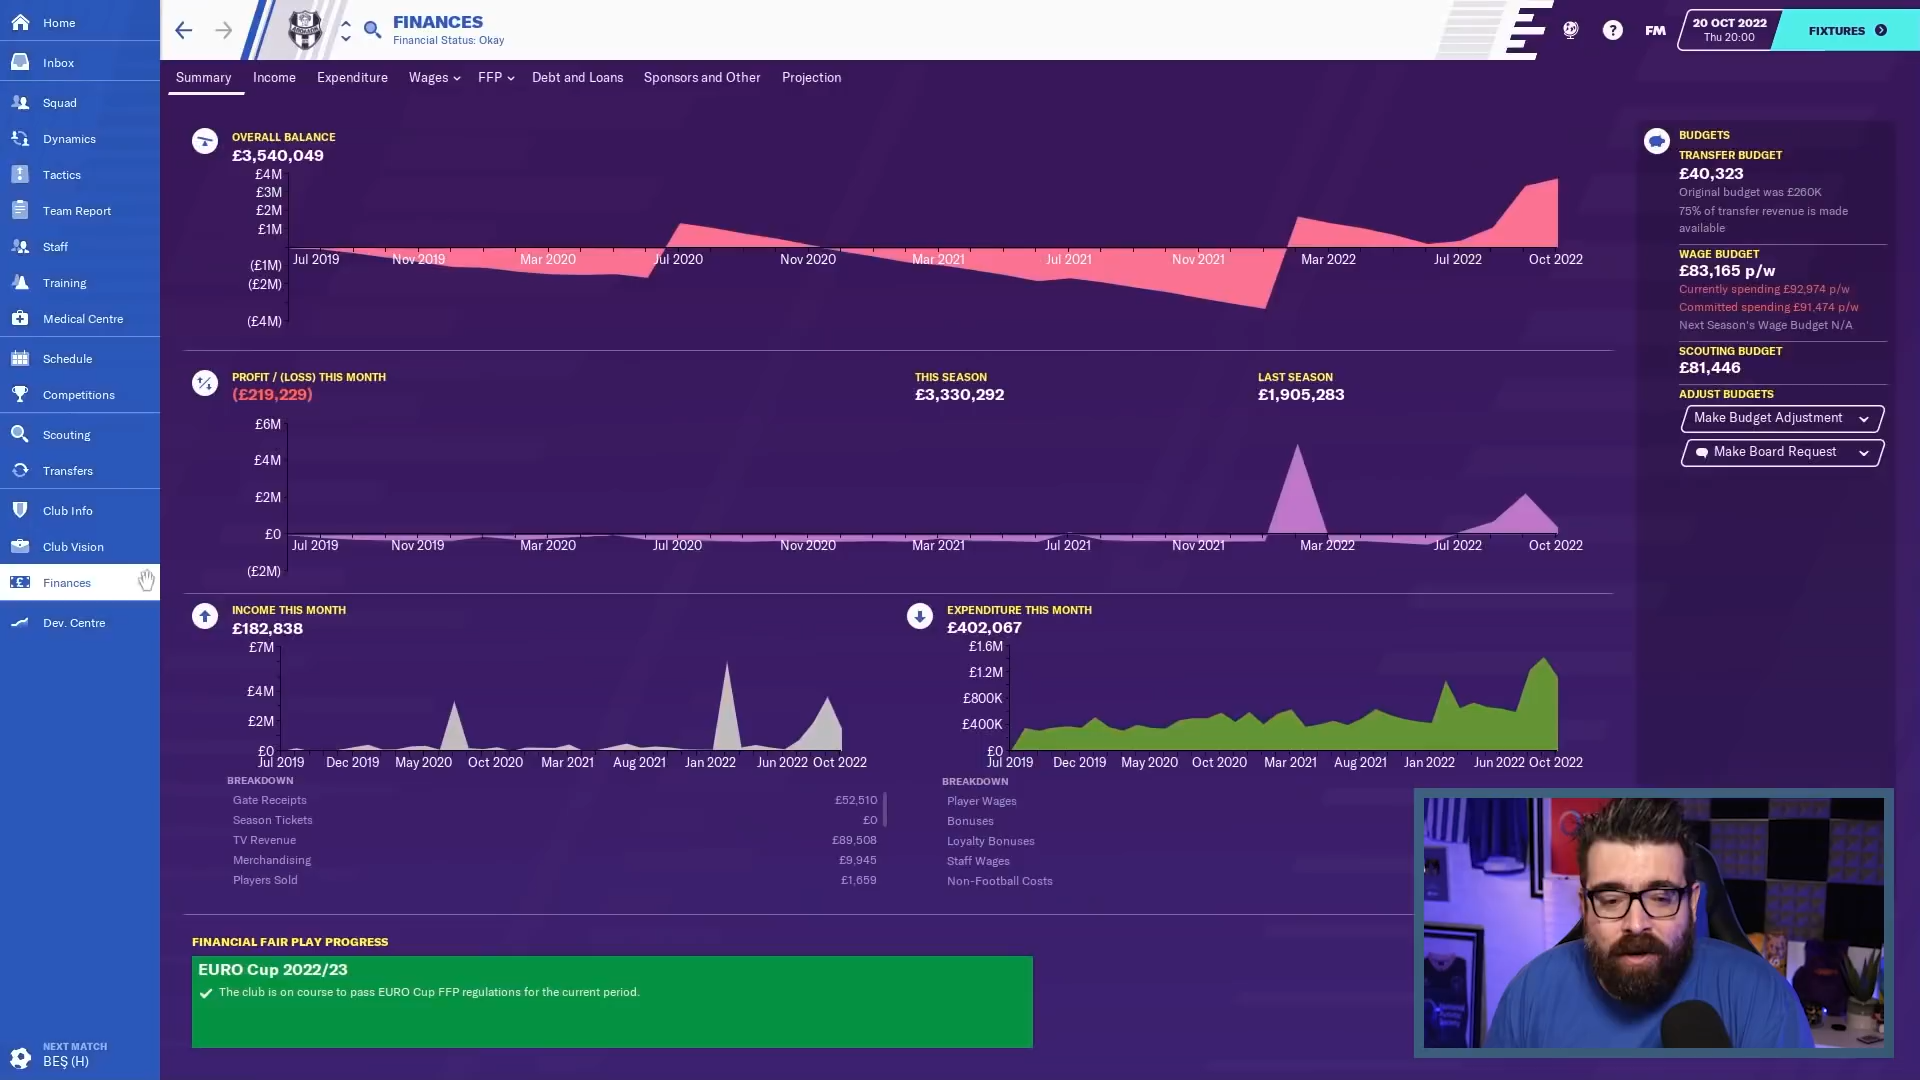 Home
Inbox
Squad
Dynamics
Tactics
Team Report
Staff
Training
Medical Centre
Schedule
Competitions
Scouting
Transfers
Club Info
Club Vision
Finances
Dev. Centre
NEXT MATCH
BEŞ (H)
FINANCES
Financial Status: Okay
FM
20 OCT 2022
Thu 20:00
FIXTURES
Summary Income Expenditure Wages FFP Debt and Loans Sponsors and Other Projection
OVERALL BALANCE
£3,540,049
£4M
£3M
£2M
£1M
(£1M)
(£2M)
(£4M)
Jul 2019 Nov 2019 Mar 2020 Jul 2020 Nov 2020 Mar 2021 Jul 2021 Nov 2021 Mar 2022 Jul 2022 Oct 2022
PROFIT / (LOSS) THIS MONTH
(£219,229)
THIS SEASON
£3,330,292
LAST SEASON
£1,905,283
£6M
£4M
£2M
£0
(£2M)
Jul 2019 Nov 2019 Mar 2020 Jul 2020 Nov 2020 Mar 2021 Jul 2021 Nov 2021 Mar 2022 Jul 2022 Oct 2022
INCOME THIS MONTH
£182,838
£7M
£4M
£2M
£0
Jul 2019 Dec 2019 May 2020 Oct 2020 Mar 2021 Aug 2021 Jan 2022 Jun 2022 Oct 2022
BREAKDOWN
Gate Receipts £52,510
Season Tickets £0
TV Revenue £89,508
Merchandising £9,945
Players Sold £1,659
EXPENDITURE THIS MONTH
£402,067
£1.6M
£1.2M
£800K
£400K
£0
Jul 2019 Dec 2019 May 2020 Oct 2020 Mar 2021 Aug 2021 Jan 2022 Jun 2022 Oct 2022
BREAKDOWN
Player Wages
Bonuses
Loyalty Bonuses
Staff Wages
Non-Football Costs
FINANCIAL FAIR PLAY PROGRESS
EURO Cup 2022/23
The club is on course to pass EURO Cup FFP regulations for the current period.
BUDGETS
TRANSFER BUDGET
£40,323
Original budget was £260K
75% of transfer revenue is made
available
WAGE BUDGET
£83,165 p/w
Currently spending £92,974 p/w
Committed spending £91,474 p/w
Next Season's Wage Budget N/A
SCOUTING BUDGET
£81,446
ADJUST BUDGETS
Make Budget Adjustment
Make Board Request